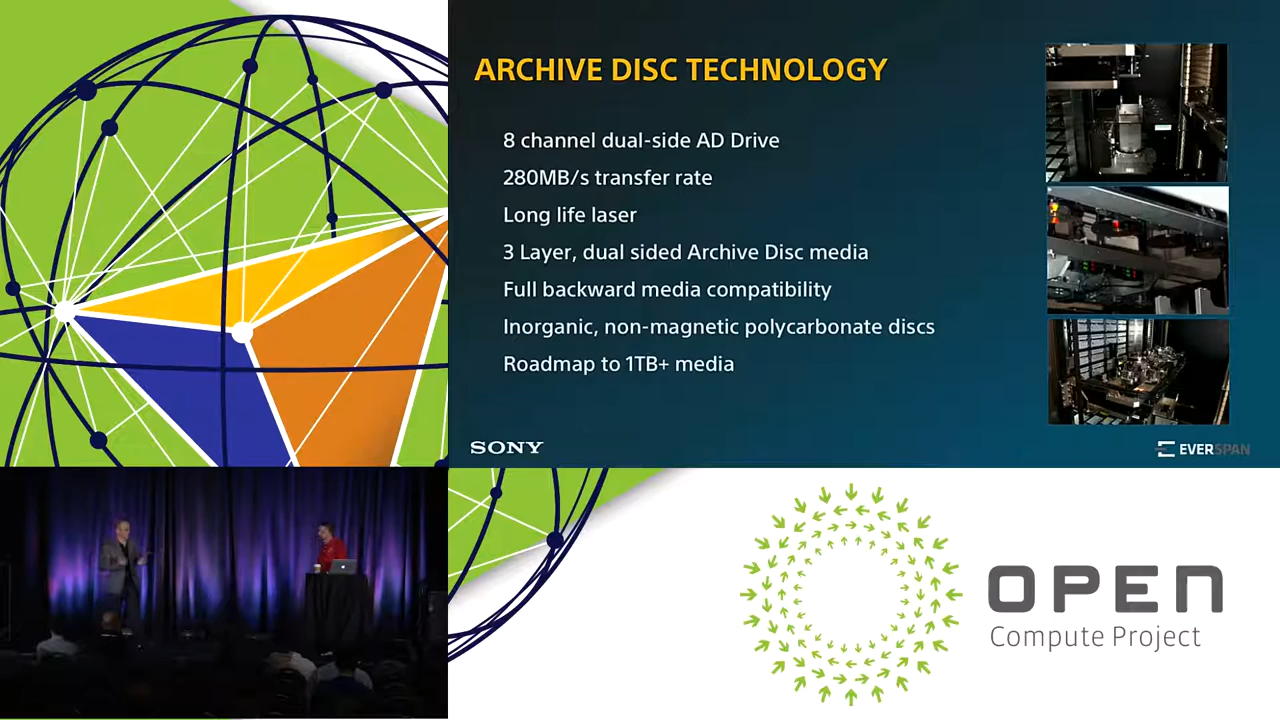 ARCHIVE DISC TECHNOLOGY
8 channel dual-side AD Drive
280MB/s transfer rate
Long life laser
3 Layer, dual sided Archive Disc media
Full backward media compatibility
Inorganic, non-magnetic polycarbonate discs
Roadmap to 1TB+ media
SONY
EVERSPAN
OPEN
Compute Project